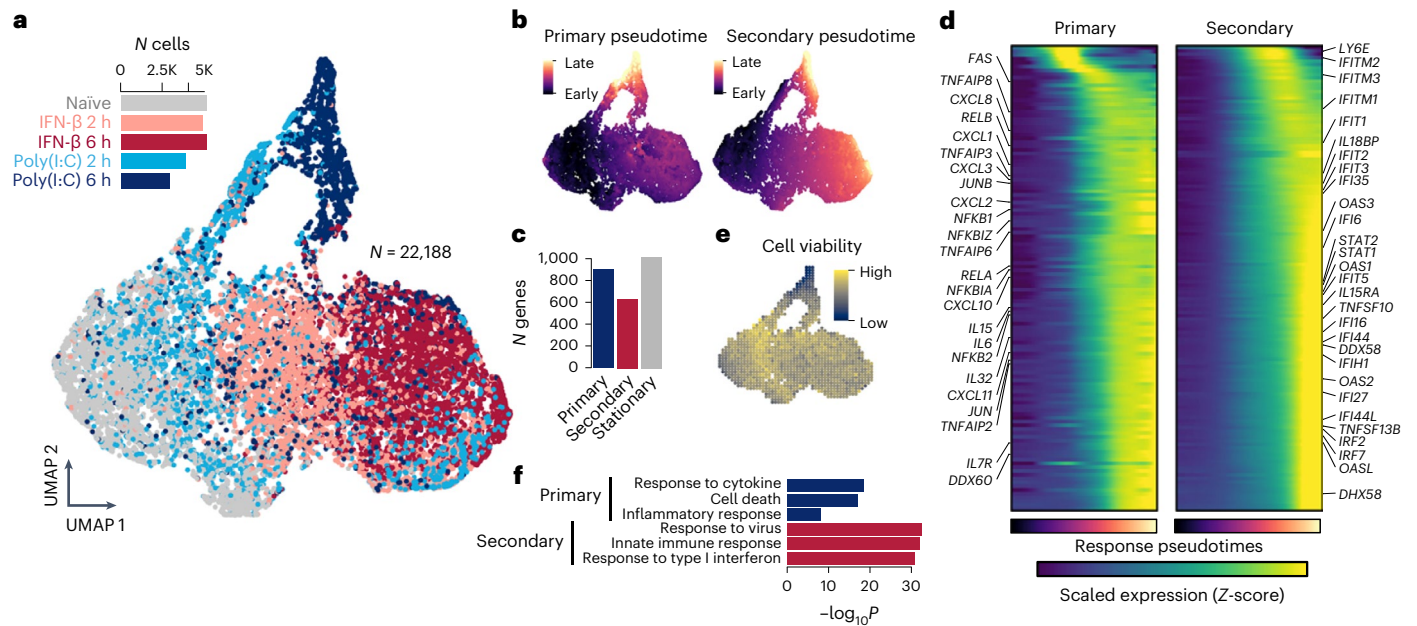 a
N cells
0 2.5K 5K
Naïve
IFN-β 2 h
IFN-β 6 h
Poly(I:C) 2 h
Poly(I:C) 6 h
N = 22,188
UMAP 2
UMAP 1
b
Primary pseudotime
Late
Early
Secondary pesudotime
Late
Early
c
N genes
1,000
800
600
400
200
0
Primary
Secondary
Stationary
d
Primary
Secondary
FAS
TNFAIP8
CXCL8
RELB
CXCL1
TNFAIP3
CXCL3
JUNB
CXCL2
NFKB1
NFKBIZ
TNFAIP6
RELA
NFKBIA
CXCL10
IL15
IL6
NFKB2
IL32
CXCL11
JUN
TNFAIP2
IL7R
DDX60
LY6E
IFITM2
IFITM3
IFITM1
IFIT1
IL18BP
IFIT2
IFIT3
IFI35
OAS3
IFI6
STAT2
STAT1
OAS1
IFIT5
IL15RA
TNFSF10
IFI16
IFI44
DDX58
IFIH1
OAS2
IFI27
IFI44L
TNFSF13B
IRF2
IRF7
OASL
DHX58
Response pseudotimes
Scaled expression (Z-score)
e
Cell viability
High
Low
f
Primary
Response to cytokine
Cell death
Inflammatory response
Secondary
Response to virus
Innate immune response
Response to type I interferon
0 10 20 30
–log10P